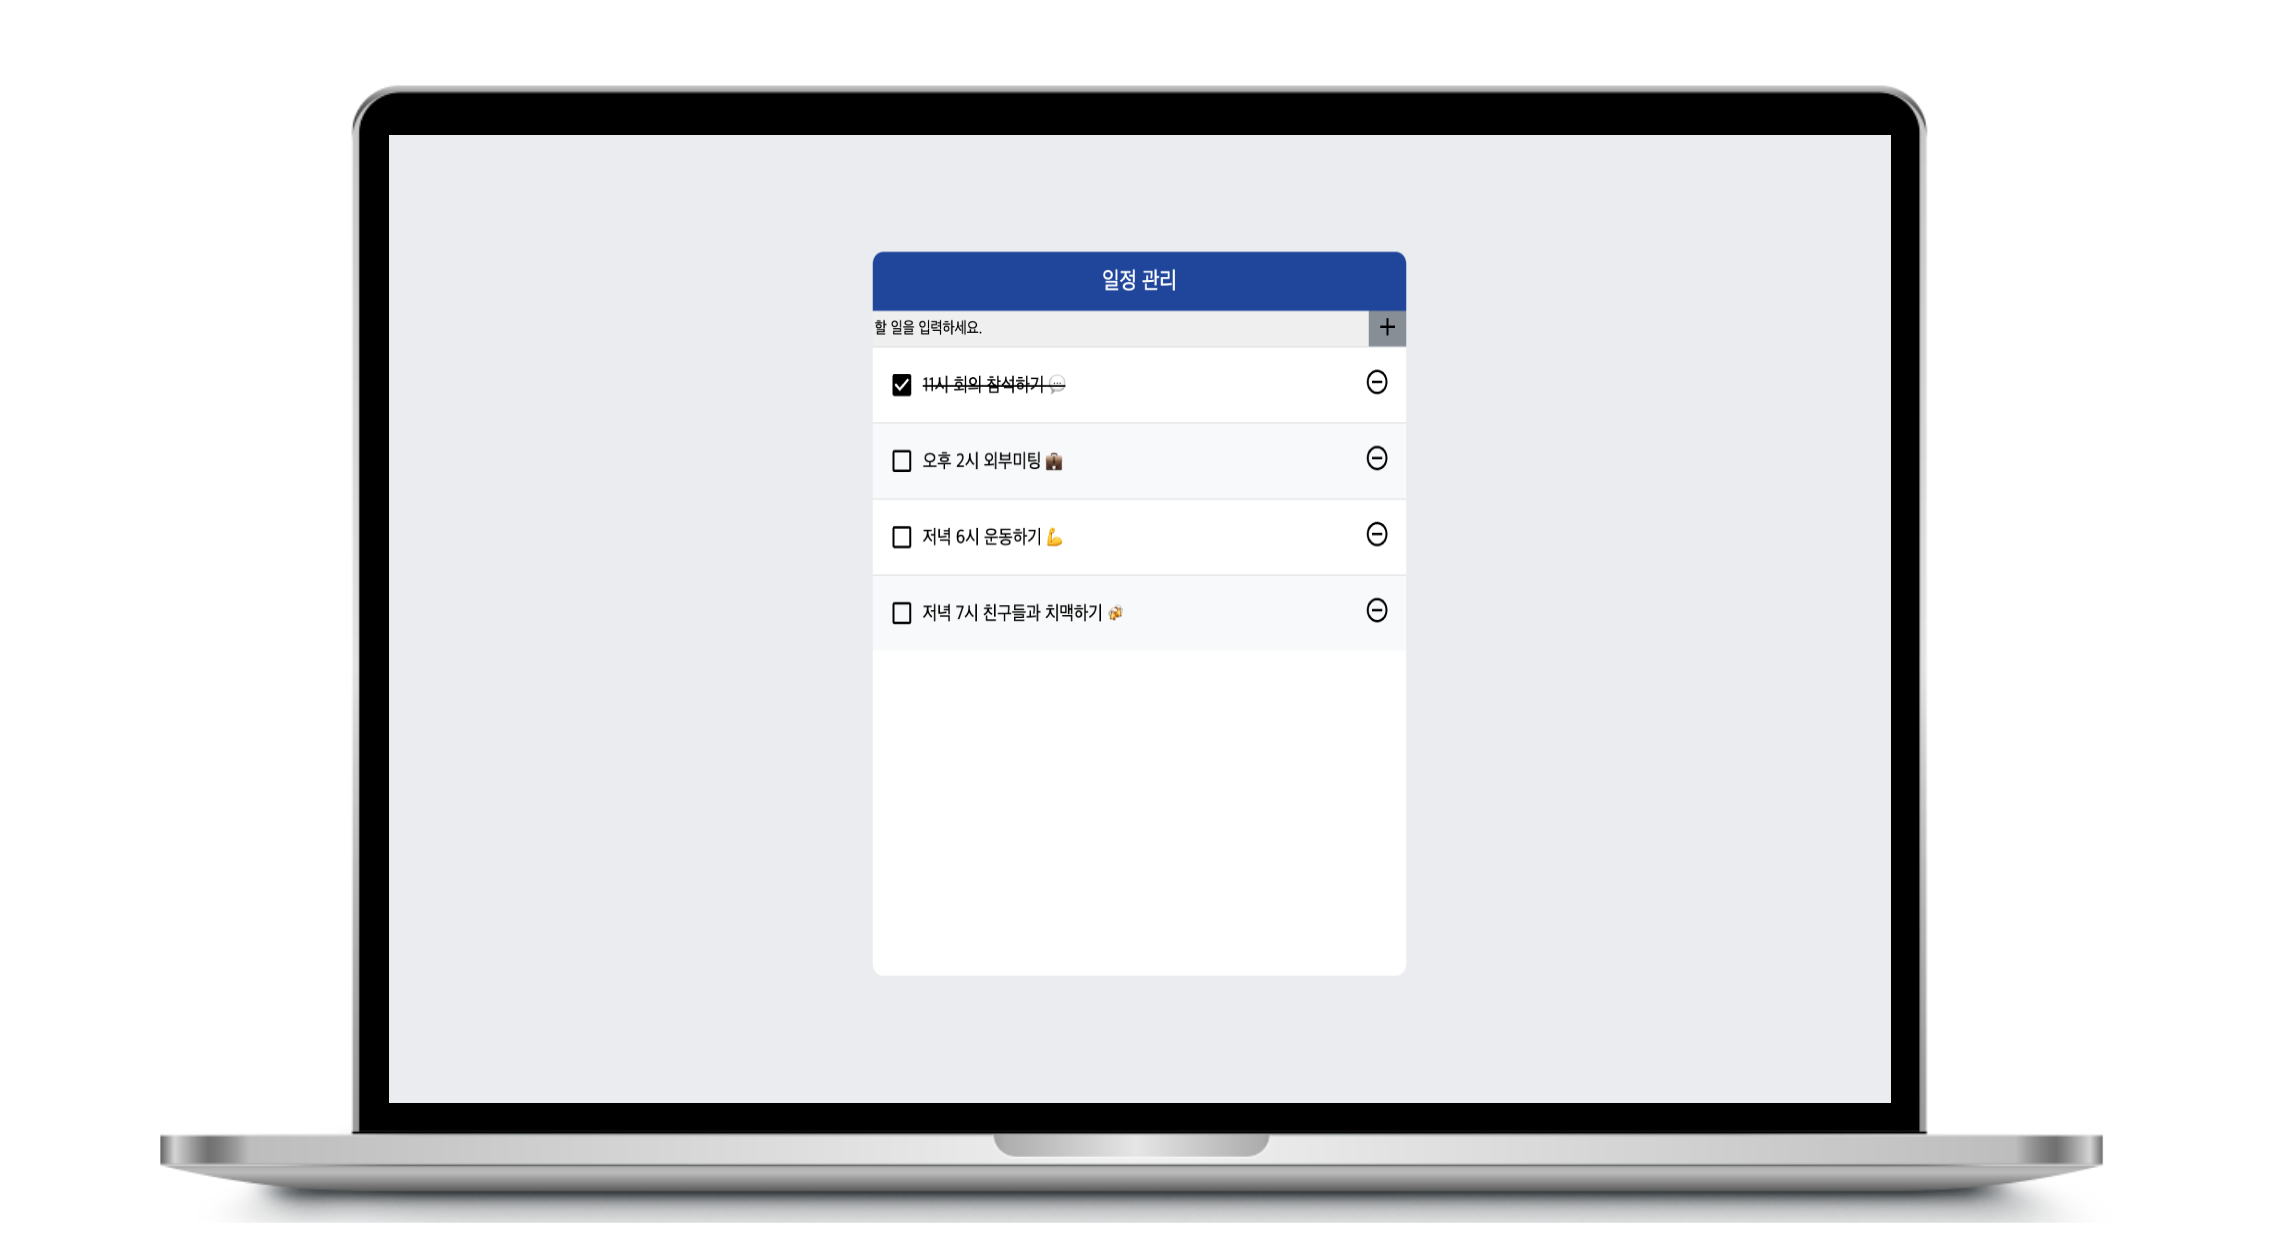 일정 관리
할 일을 입력하세요.
11시 회의 참석하기 💬
오후 2시 외부미팅 💼
저녁 6시 운동하기 💪
저녁 7시 친구들과 치맥하기 🍻